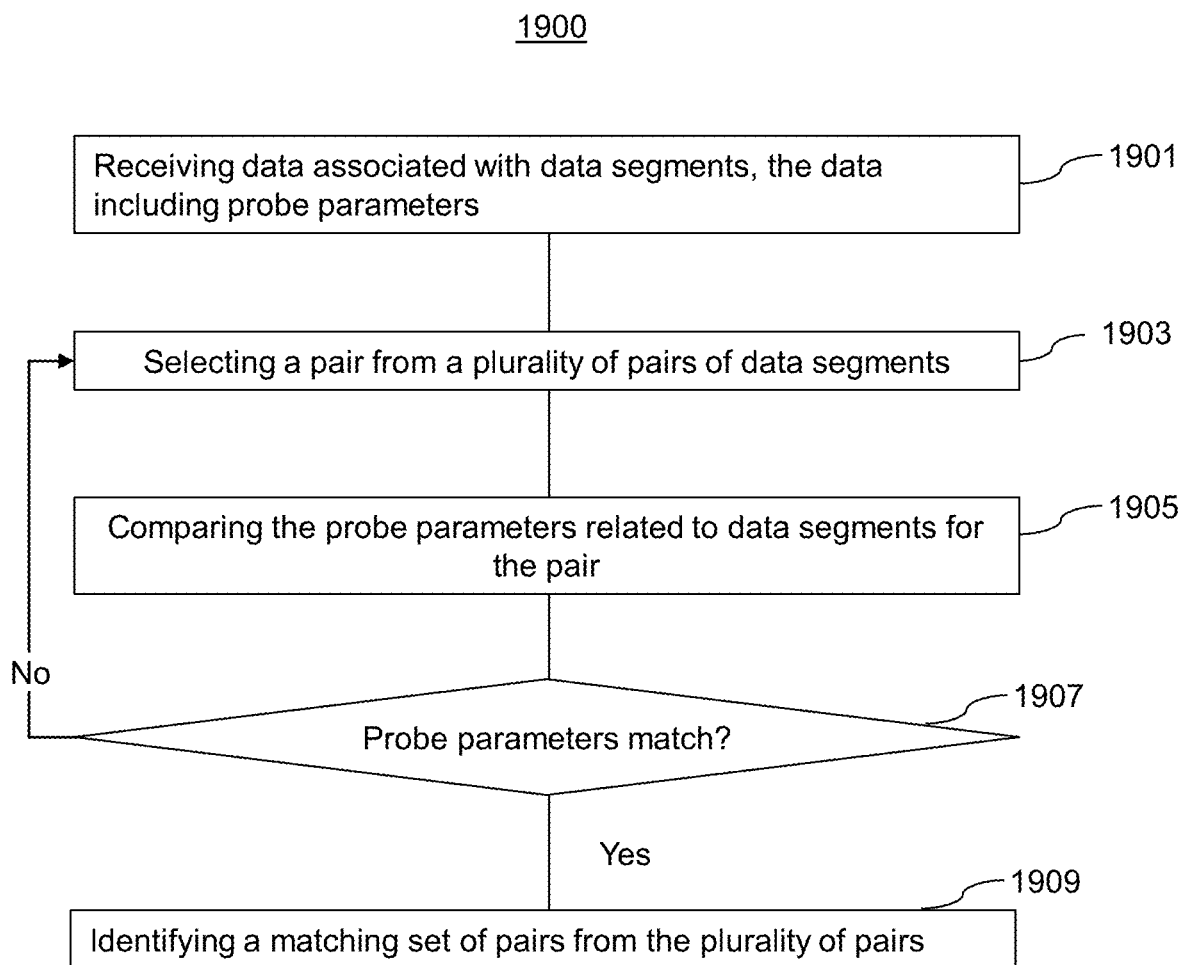 1900
Receiving data associated with data segments, the data
including probe parameters
1901
Selecting a pair from a plurality of pairs of data segments
1903
Comparing the probe parameters related to data segments for
the pair
1905
No
Probe parameters match?
1907
Yes
1909
Identifying a matching set of pairs from the plurality of pairs